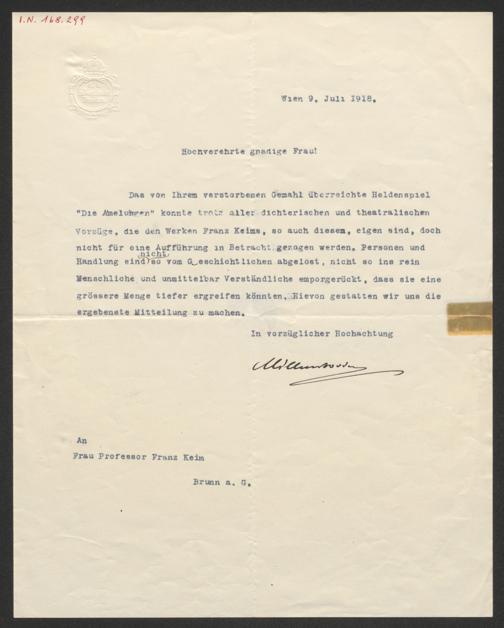 I.N. 168.299
Wien 9. Juli 1918.
Hochverehrte gnädige Frau!
Das von Ihrem verstorbenen Gemahl überreichte Heldenspiel
"Die Amelungen" konnte trotz aller dichterischen und theatralischen
Vorzüge, die den Werken Franz Keims, so auch diesem, eigen sind, doch
nicht für eine Aufführung in Betracht gezogen werden. Personen und
nicht
Handlung sind so vom Geschichtlichen abgelöst, nicht so ins rein
Menschliche und unmittelbar Verständliche emporgerückt, dass sie eine
grössere Menge tiefer ergreifen könnten. Hievon gestatten wir uns die
ergebenste Mitteilung zu machen.
In vorzüglicher Hochachtung
Millenkovich
An
Frau Professor Franz Keim
Brunn a. G.